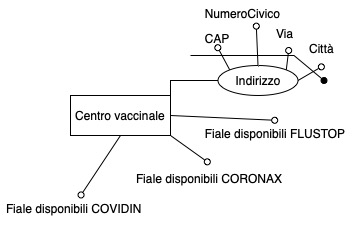 NumeroCivico
CAP
Via
Città
Indirizzo
Centro vaccinale
Fiale disponibili FLUSTOP
Fiale disponibili CORONAX
Fiale disponibili COVIDIN